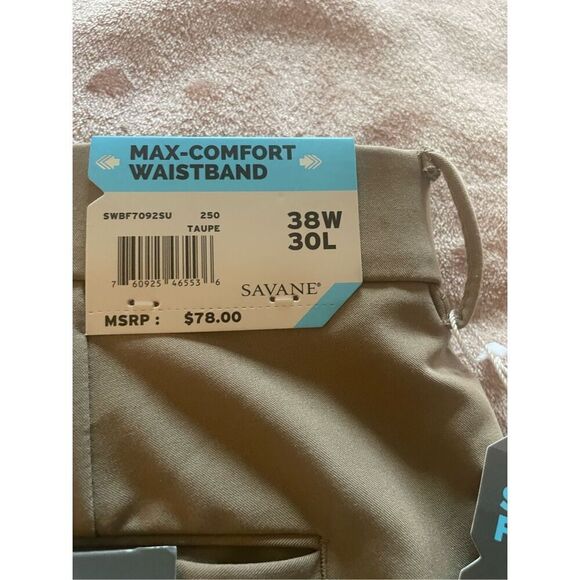 MAX-COMFORT
WAISTBAND
SWBF7092SU 250
TAUPE
38W
30L
7 60925 46553 6
SAVANE®
MSRP : $78.00